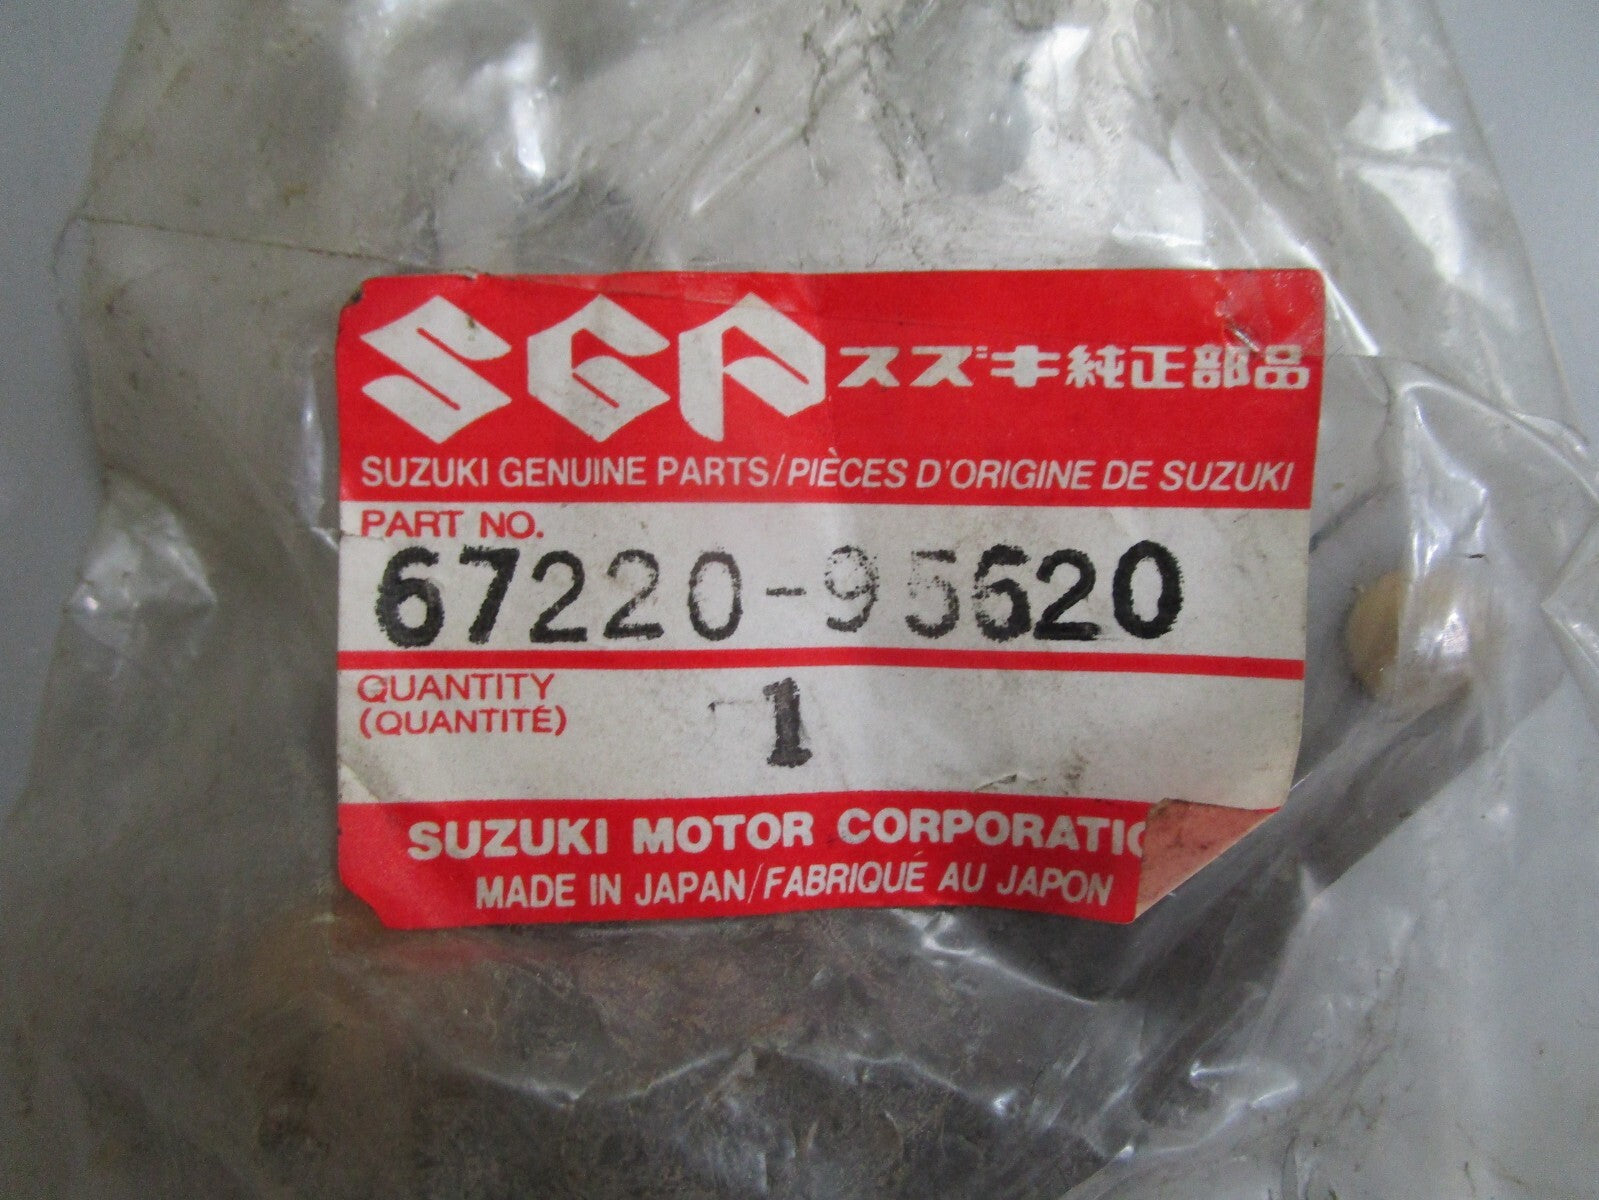 SGP スズキ純正部品
SUZUKI GENUINE PARTS/PIÈCES D'ORIGINE DE SUZUKI
PART NO.
67220-95620
QUANTITY
(QUANTITÉ)
1
SUZUKI MOTOR CORPORATIO
MADE IN JAPAN/FABRIQUÉ AU JAPON